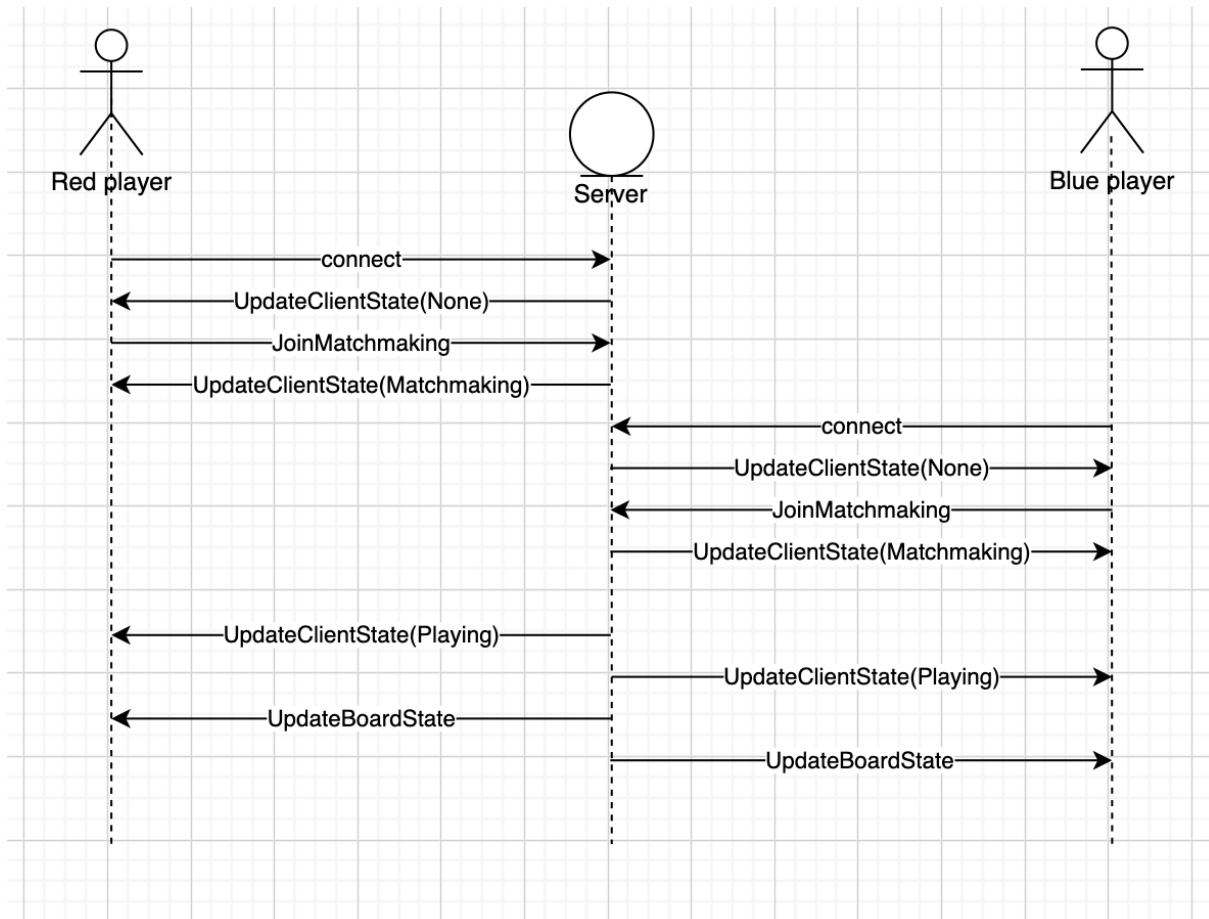 Red player
Server
Blue player
connect
UpdateClientState(None)
JoinMatchmaking
UpdateClientState(Matchmaking)
connect
UpdateClientState(None)
JoinMatchmaking
UpdateClientState(Matchmaking)
UpdateClientState(Playing)
UpdateClientState(Playing)
UpdateBoardState
UpdateBoardState